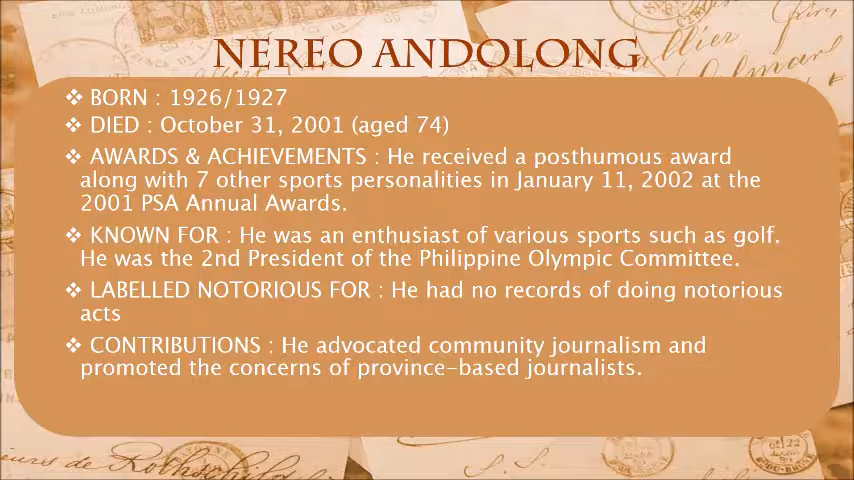 NEREO ANDOLONG
❖ BORN : 1926/1927
❖ DIED : October 31, 2001 (aged 74)
❖ AWARDS & ACHIEVEMENTS : He received a posthumous award
along with 7 other sports personalities in January 11, 2002 at the
2001 PSA Annual Awards.
❖ KNOWN FOR : He was an enthusiast of various sports such as golf.
He was the 2nd President of the Philippine Olympic Committee.
❖ LABELLED NOTORIOUS FOR : He had no records of doing notorious
acts
❖ CONTRIBUTIONS : He advocated community journalism and
promoted the concerns of province-based journalists.